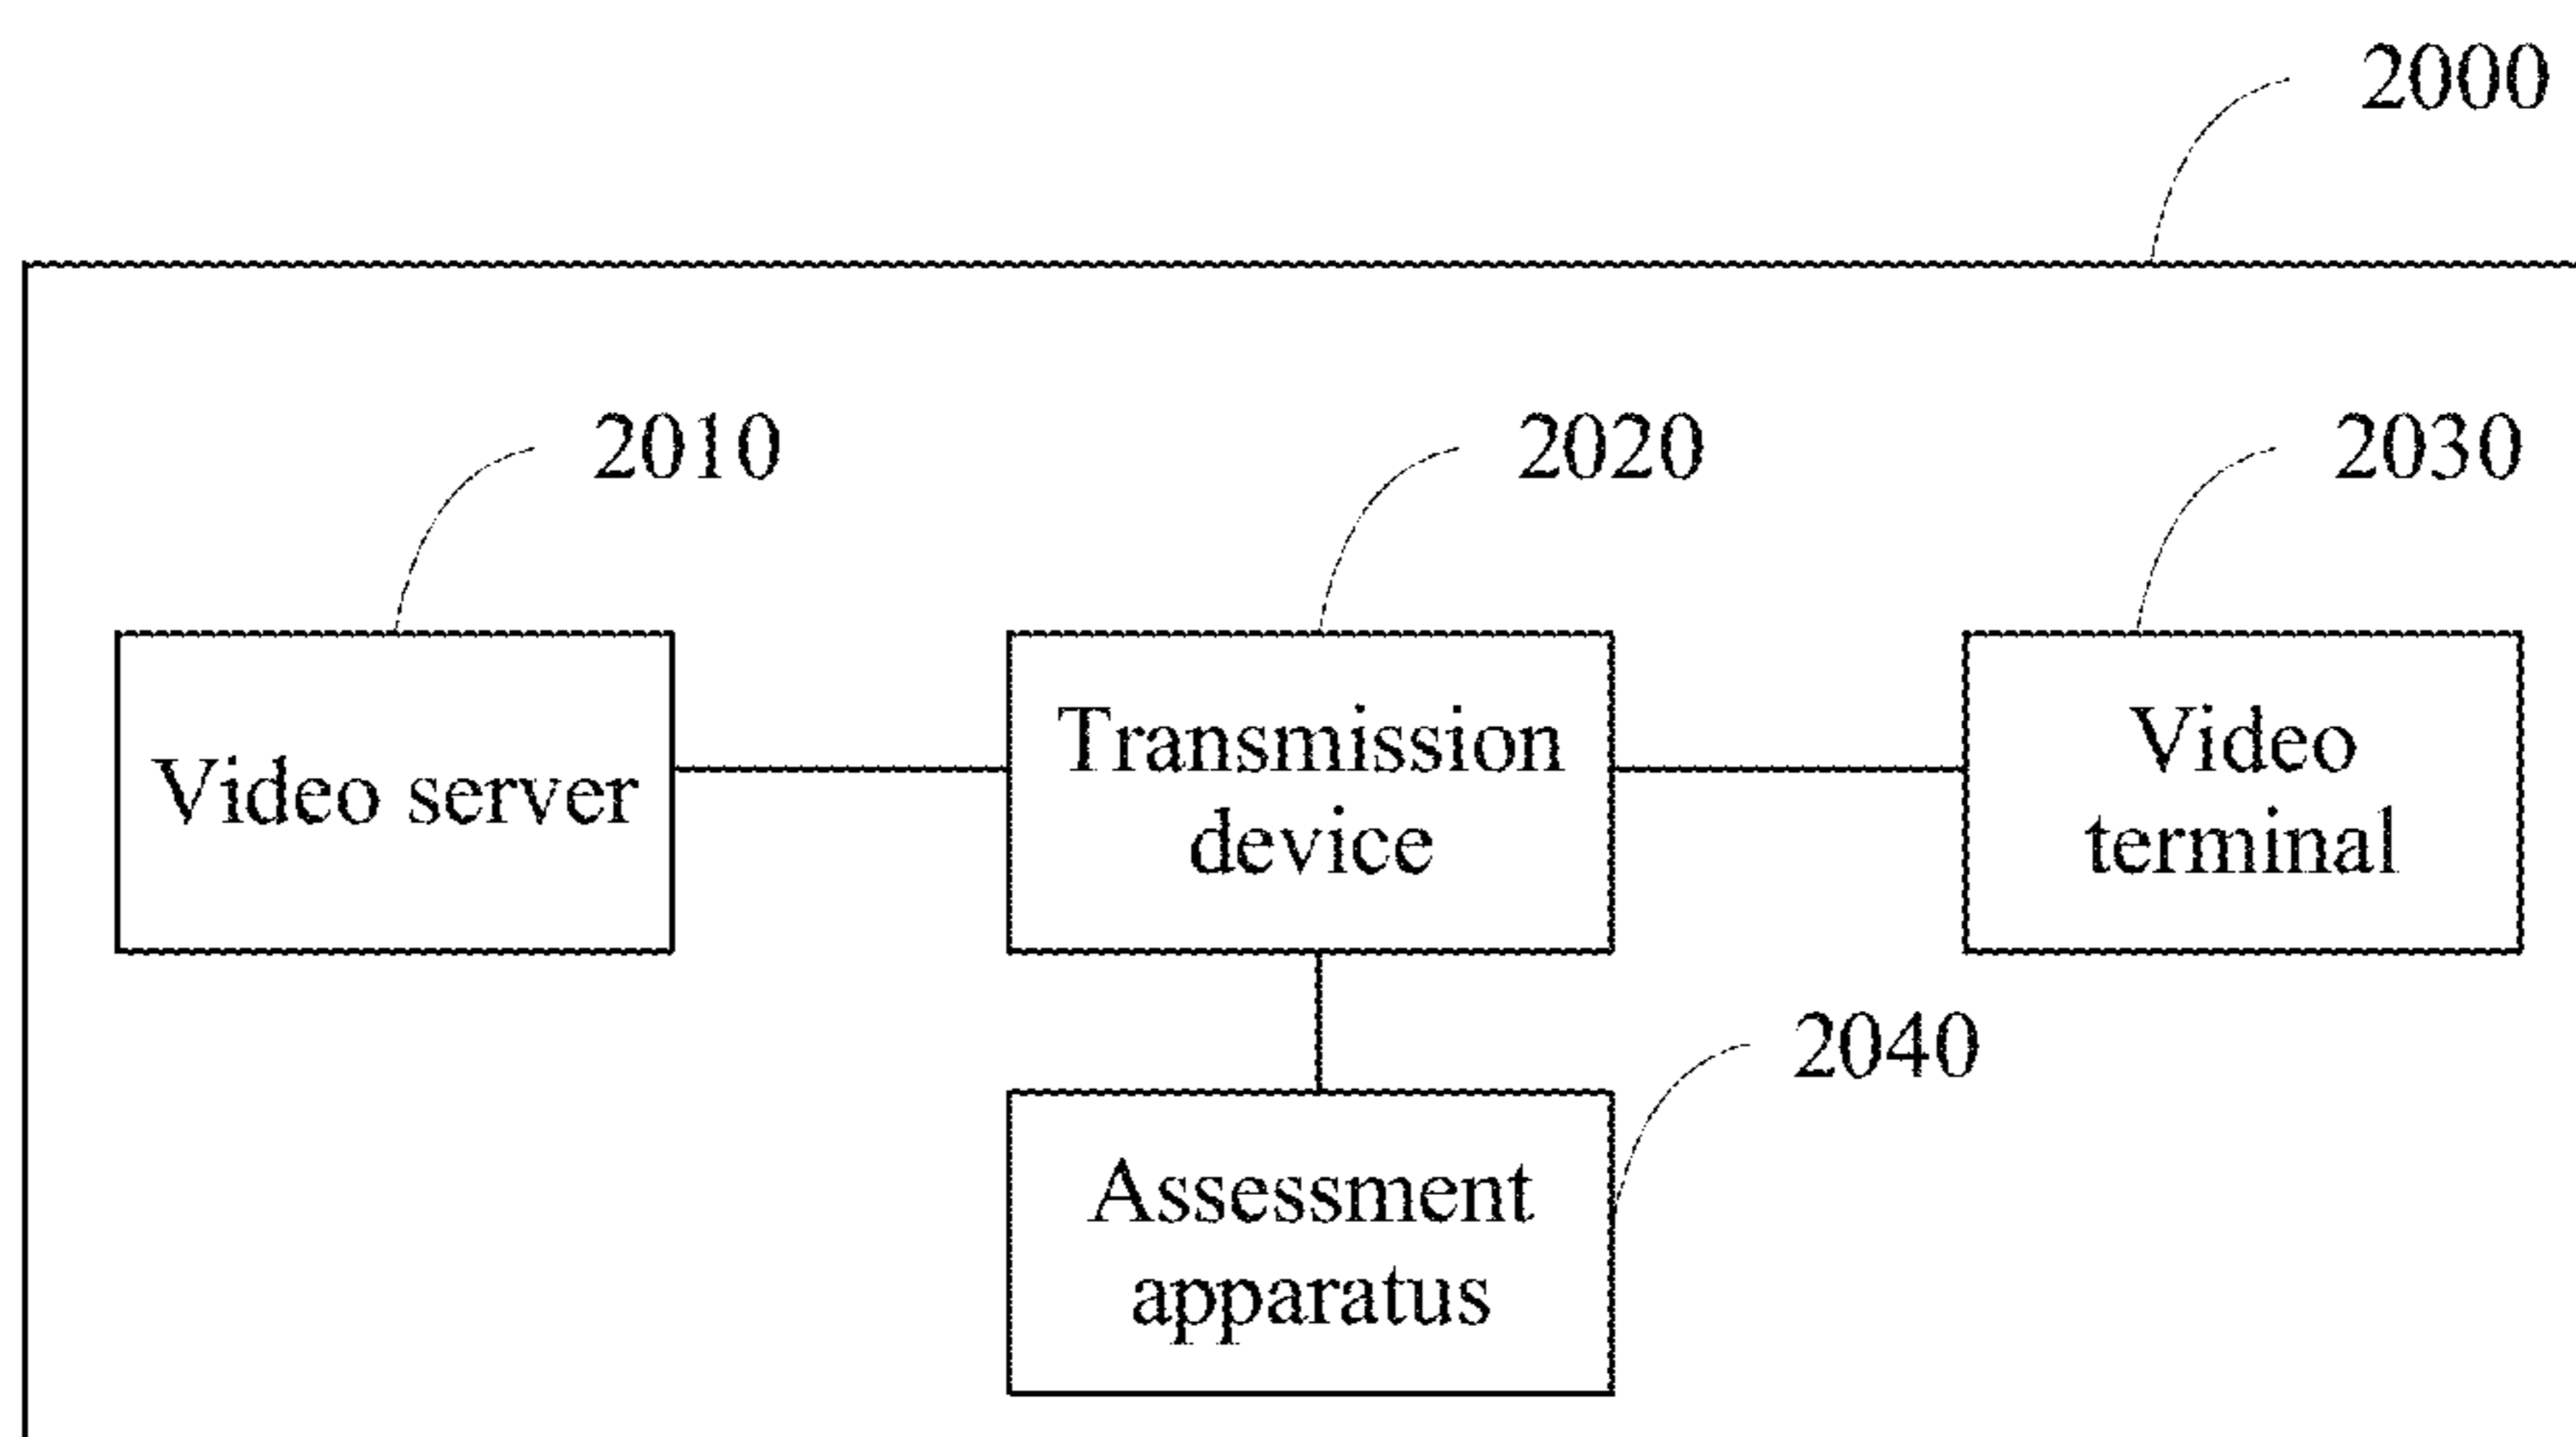 2000
2010
2020
2030
Video server
Transmission
device
Video
terminal
2040
Assessment
apparatus